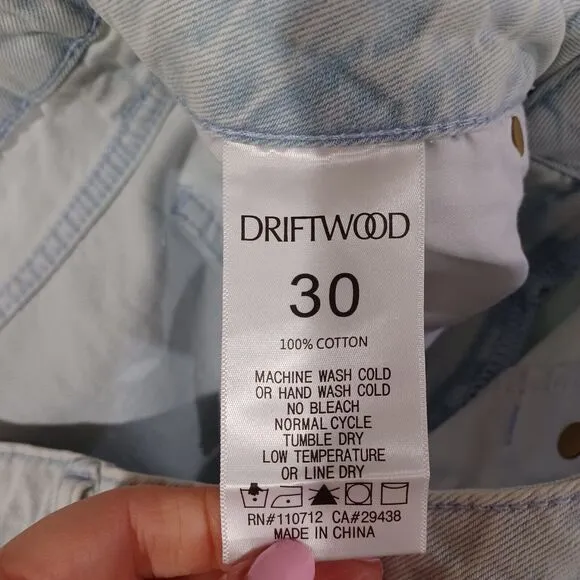 DRIFTWOOD
30
100% COTTON
MACHINE WASH COLD
OR HAND WASH COLD
NO BLEACH
NORMAL CYCLE
TUMBLE DRY
LOW TEMPERATURE
OR LINE DRY
RN#110712 CA#29438
MADE IN CHINA